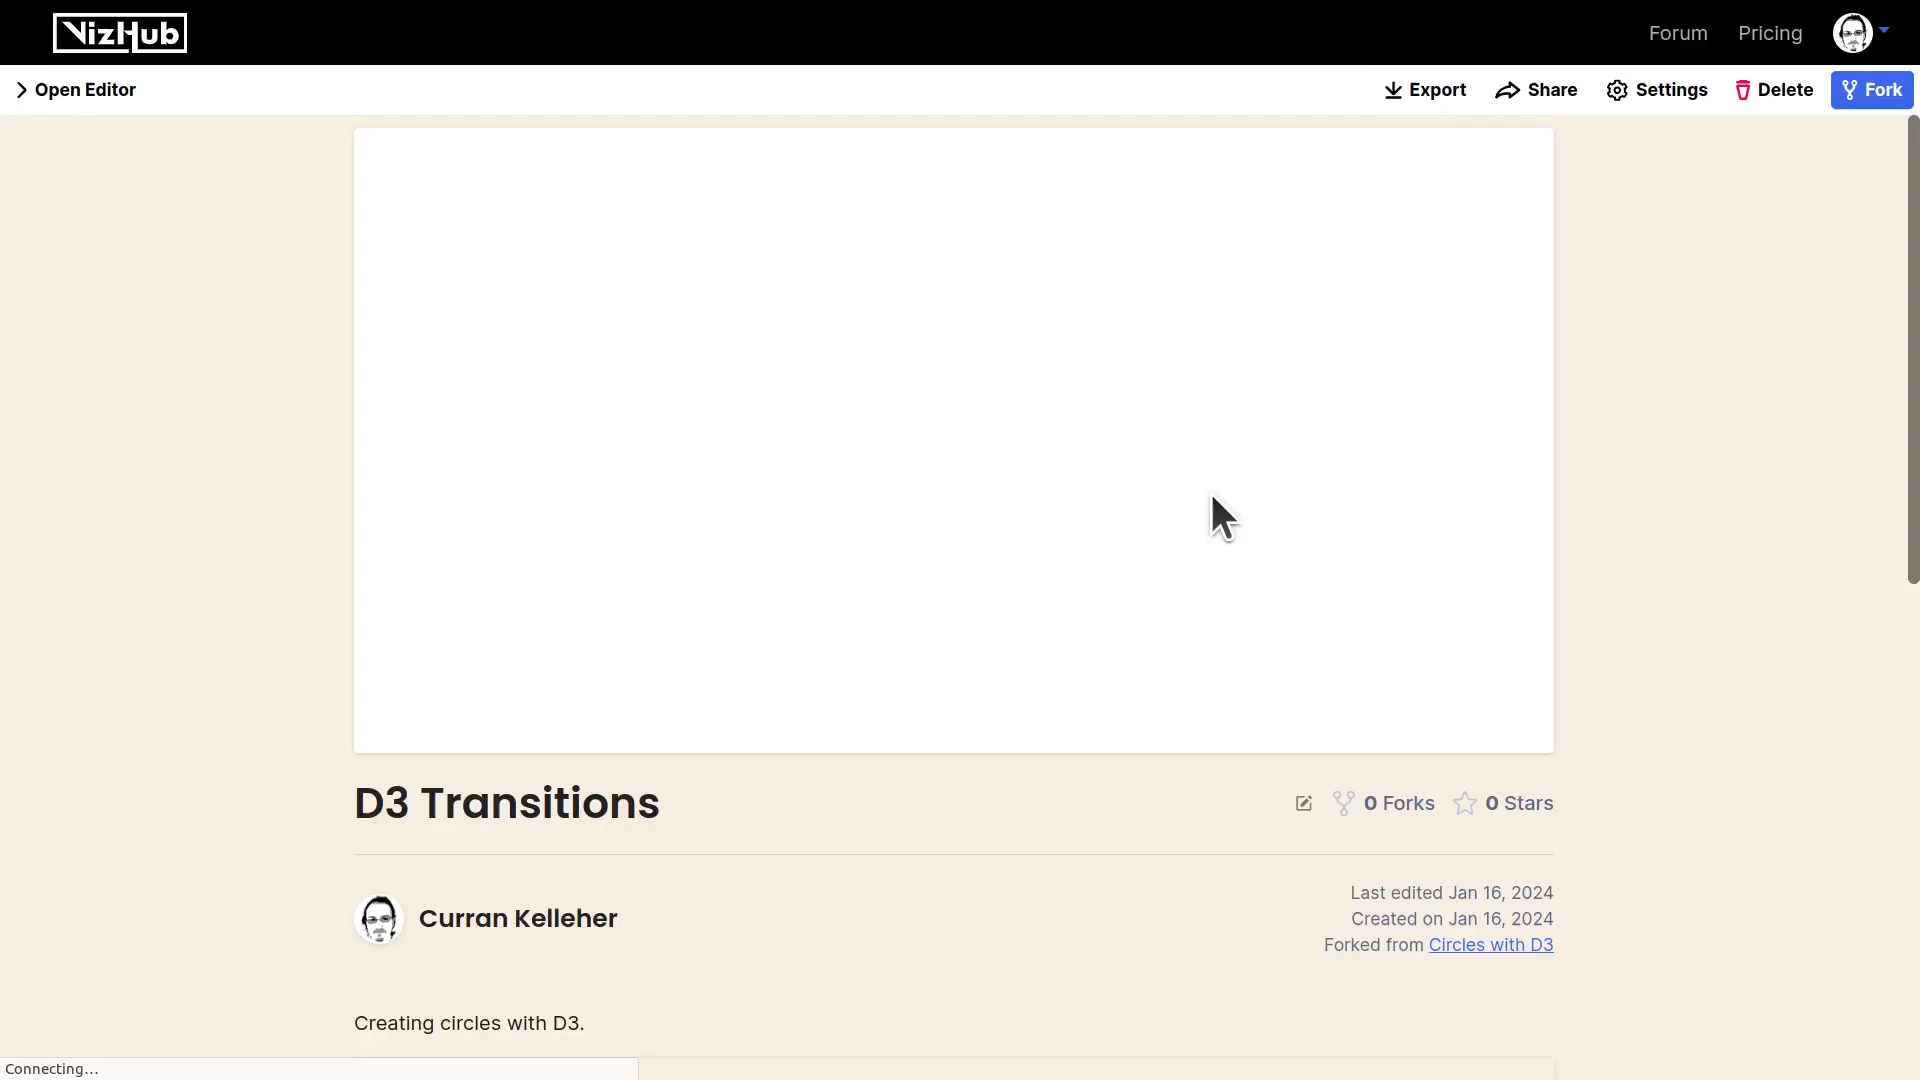 VizHub
Forum
Pricing
Open Editor
Export
Share
Settings
Delete
Fork
D3 Transitions
0 Forks
0 Stars
Curran Kelleher
Last edited Jan 16, 2024
Created on Jan 16, 2024
Forked from Circles with D3
Creating circles with D3.
Connecting...